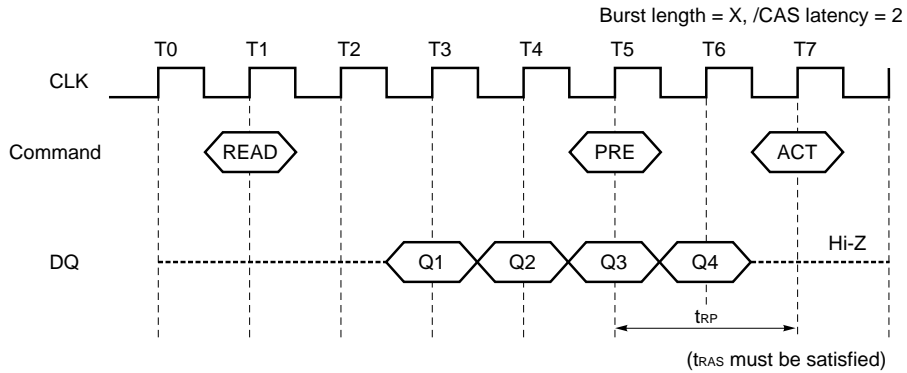 Burst length = X, /CAS latency = 2
T0 T1 T2 T3 T4 T5 T6 T7
CLK
Command READ PRE ACT
Hi-Z
DQ Q1 Q2 Q3 Q4
tRP
(tRAS must be satisfied)